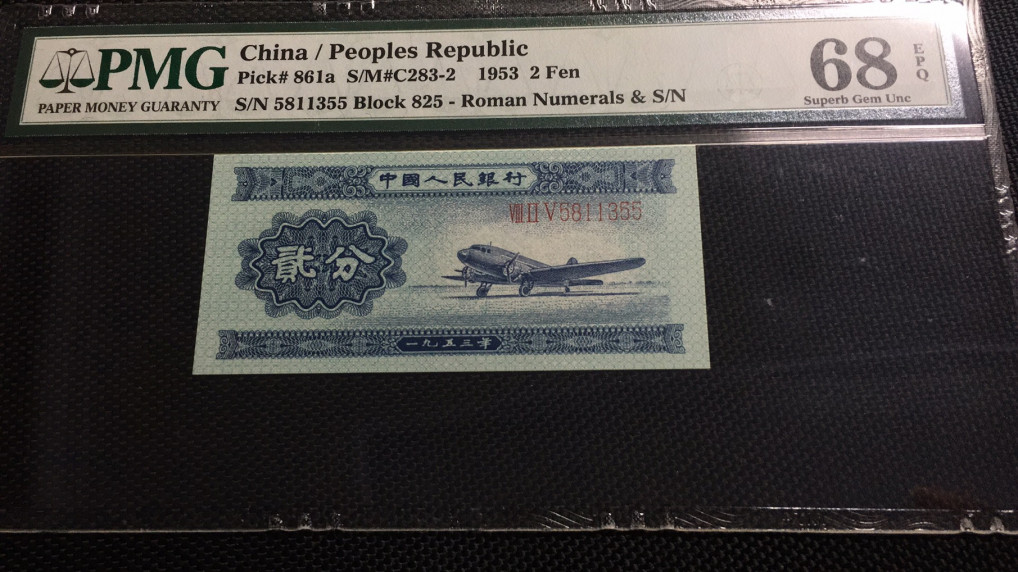 PMG
PAPER MONEY GUARANTY
China / Peoples Republic
Pick# 861a S/M#C283-2 1953 2 Fen
S/N 5811355 Block 825 - Roman Numerals & S/N
68
EPQ
Superb Gem Unc
中國人民銀行
VIII II V 5811355
貳分
一九五三年